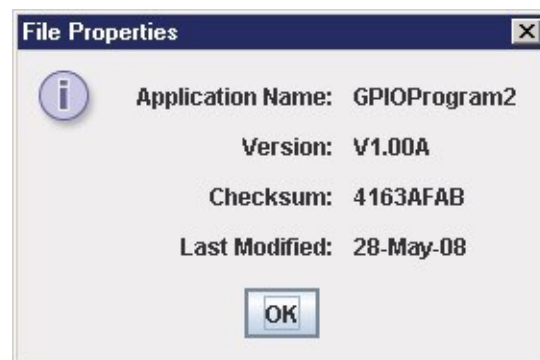 File Properties
Application Name: GPIOProgram2
Version: V1.00A
Checksum: 4163AFAB
Last Modified: 28-May-08
OK